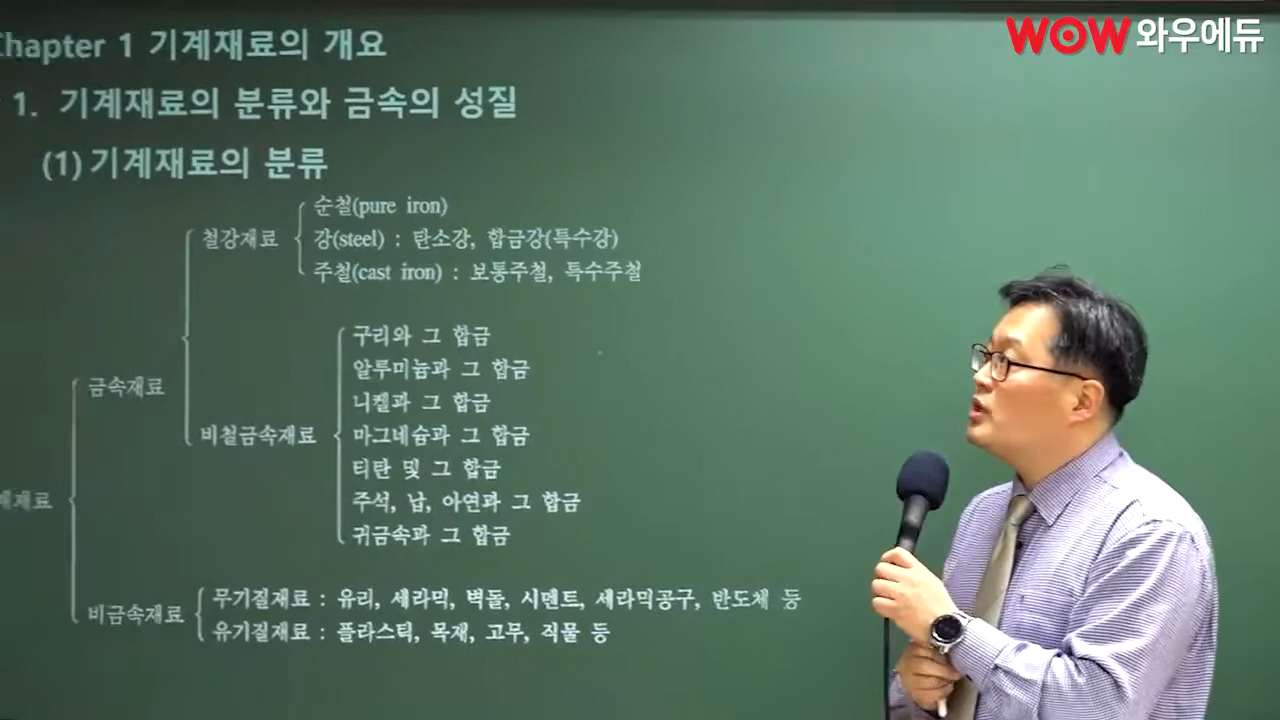 WOW 와우에듀
Chapter 1 기계재료의 개요
1. 기계재료의 분류와 금속의 성질
(1) 기계재료의 분류
순철(pure iron)
철강재료
강(steel) : 탄소강, 합금강(특수강)
주철(cast iron) : 보통주철, 특수주철
구리와 그 합금
알루미늄과 그 합금
금속재료
니켈과 그 합금
비철금속재료
마그네슘과 그 합금
티탄 및 그 합금
계재료
주석, 납, 아연과 그 합금
귀금속과 그 합금
비금속재료
무기질재료 : 유리, 세라믹, 벽돌, 시멘트, 세라믹공구, 반도체 등
유기질재료 : 플라스티, 목재, 고무, 직물 등